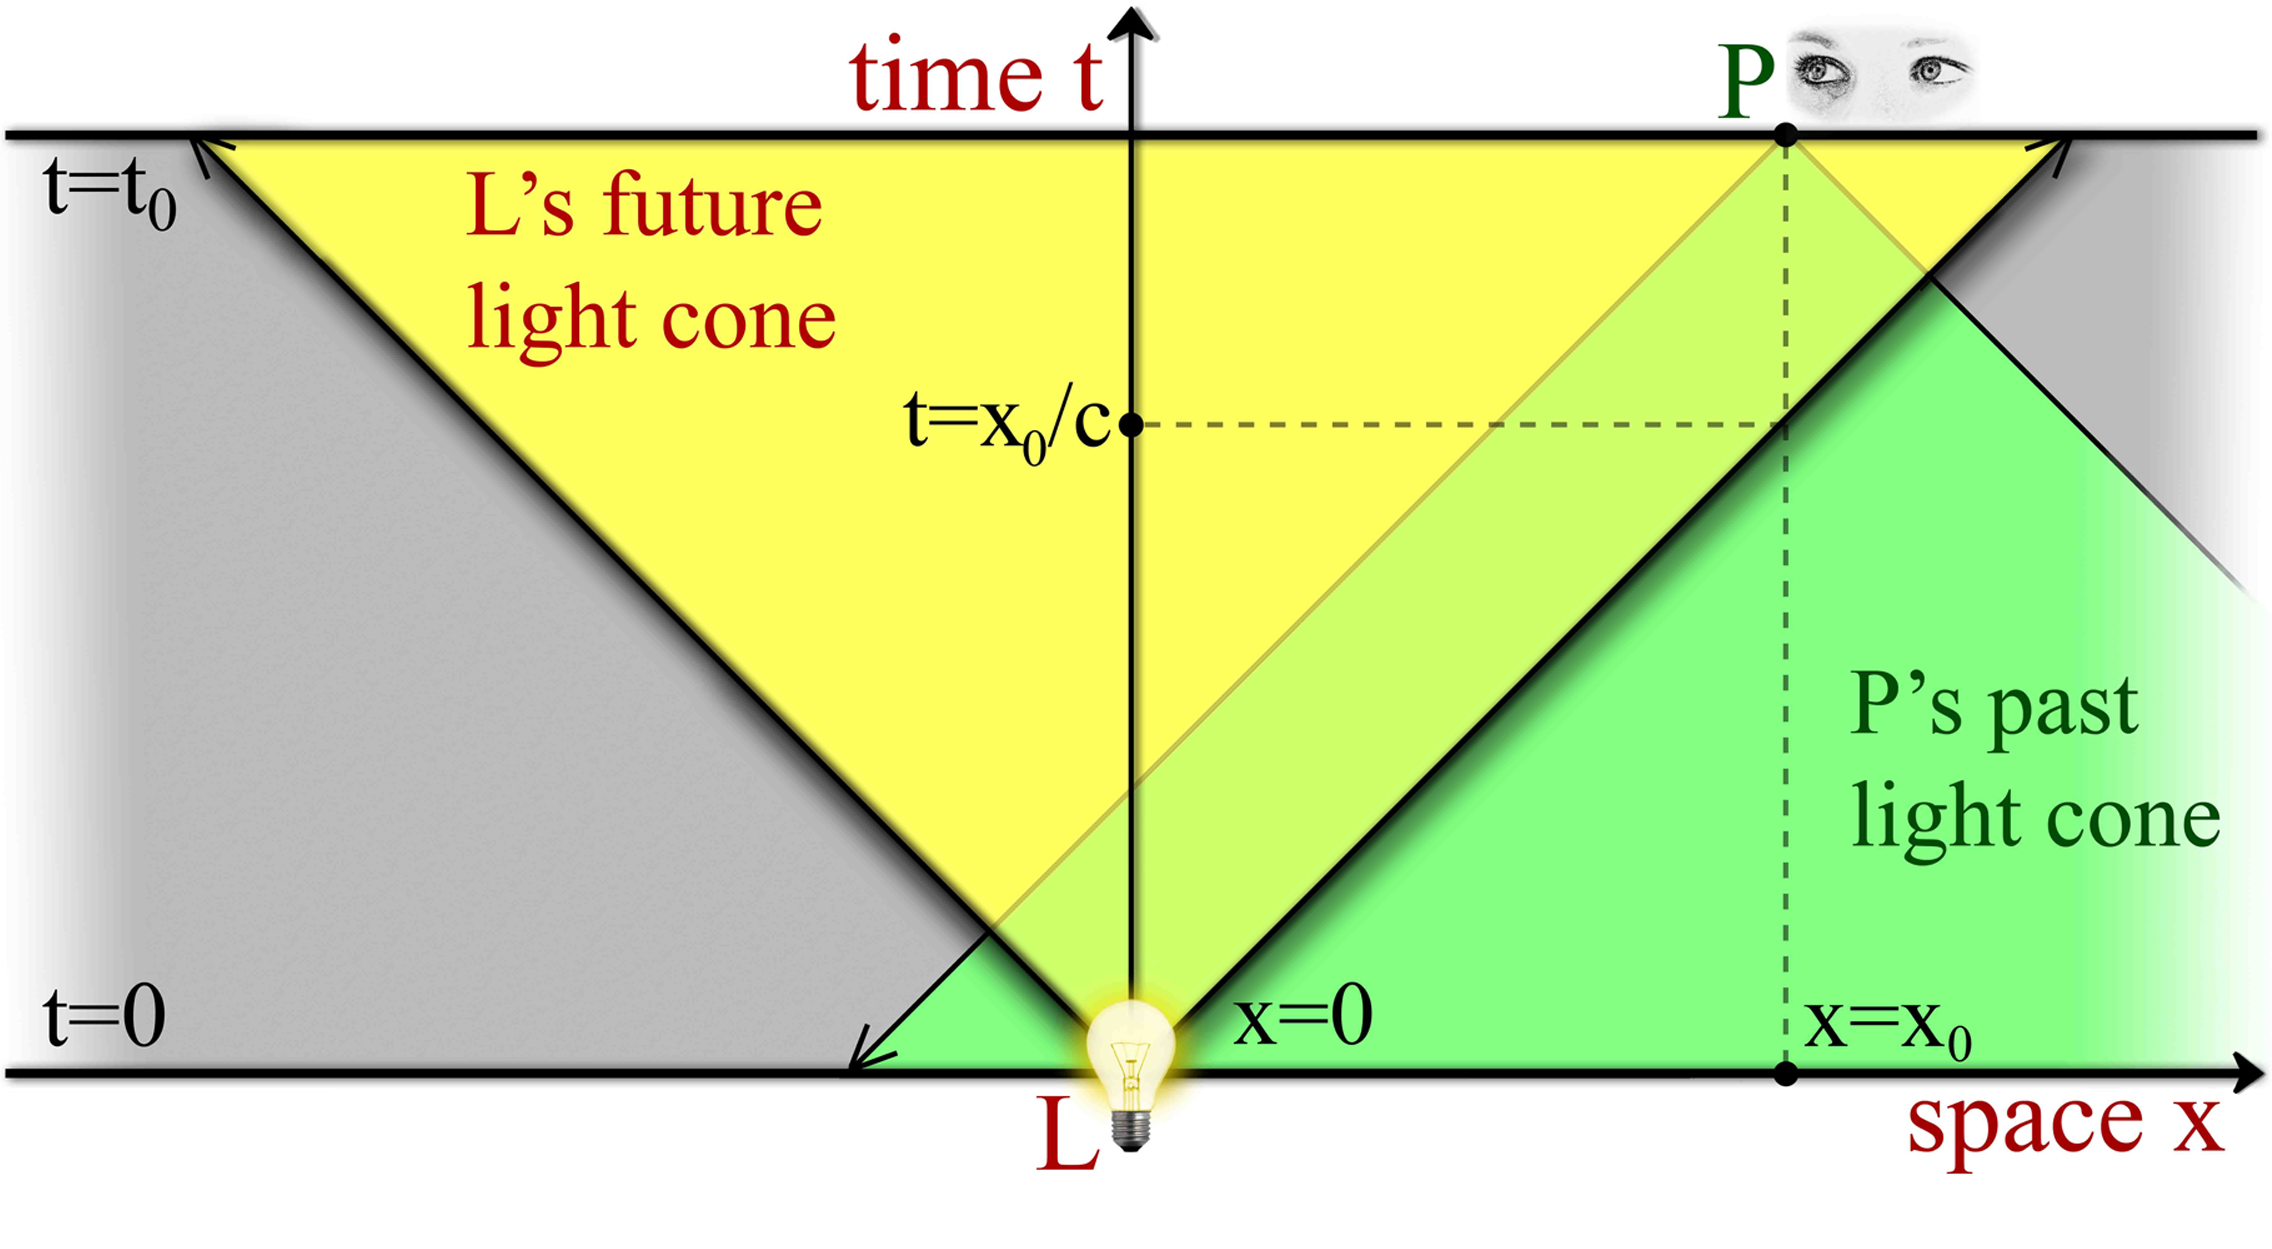 time t
P
t=t₀
L’s future
light cone
t=x₀/c
P’s past
light cone
t=0
x=0
x=x₀
L
space x